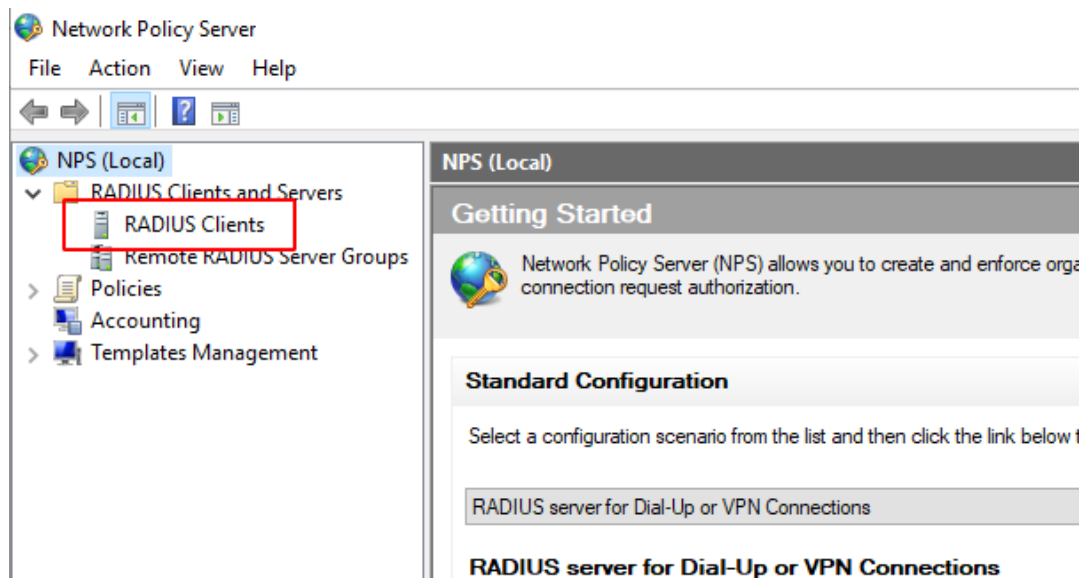 Network Policy Server
File Action View Help
NPS (Local)
RADIUS Clients and Servers
RADIUS Clients
Remote RADIUS Server Groups
Policies
Accounting
Templates Management
NPS (Local)
Getting Started
Network Policy Server (NPS) allows you to create and enforce orga
connection request authorization.
Standard Configuration
Select a configuration scenario from the list and then click the link below
RADIUS server for Dial-Up or VPN Connections
RADIUS server for Dial-Up or VPN Connections